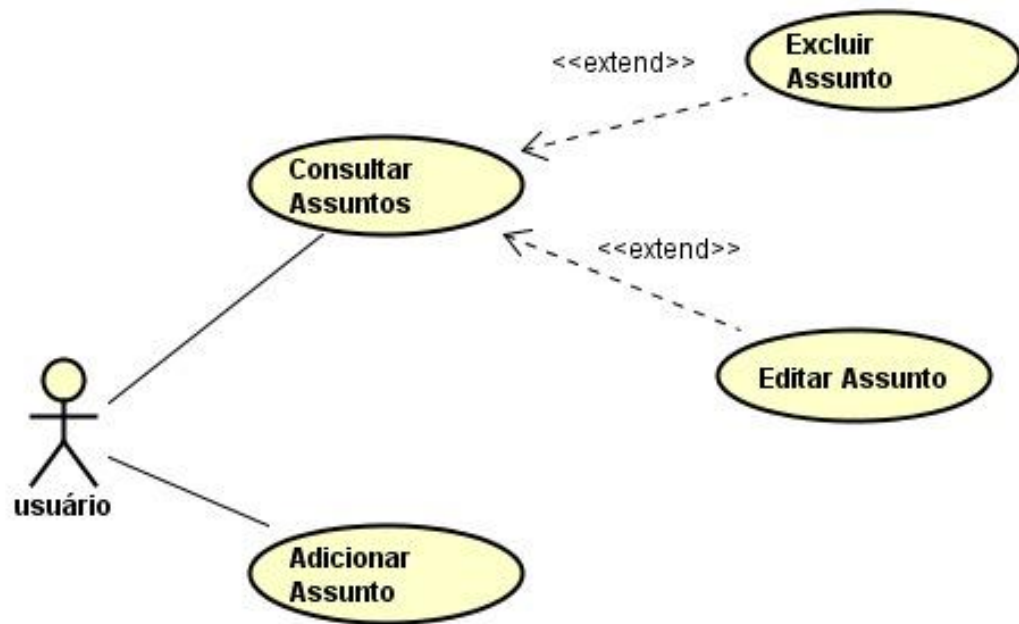 Excluir
Assunto
<<extend>>
Consultar
Assuntos
<<extend>>
Editar Assunto
usuário
Adicionar
Assunto